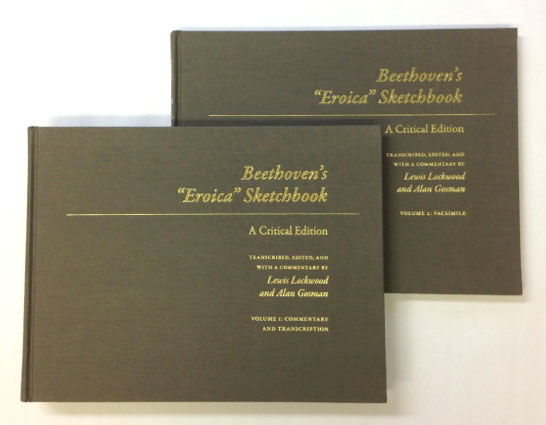 Beethoven's
"Eroica" Sketchbook
A Critical Edition
TRANSCRIBED, EDITED, AND
WITH A COMMENTARY BY
Lewis Lockwood
and Alan Gosman
VOLUME 2: FACSIMILE
Beethoven's
"Eroica" Sketchbook
A Critical Edition
TRANSCRIBED, EDITED, AND
WITH A COMMENTARY BY
Lewis Lockwood
and Alan Gosman
VOLUME I: COMMENTARY
AND TRANSCRIPTION